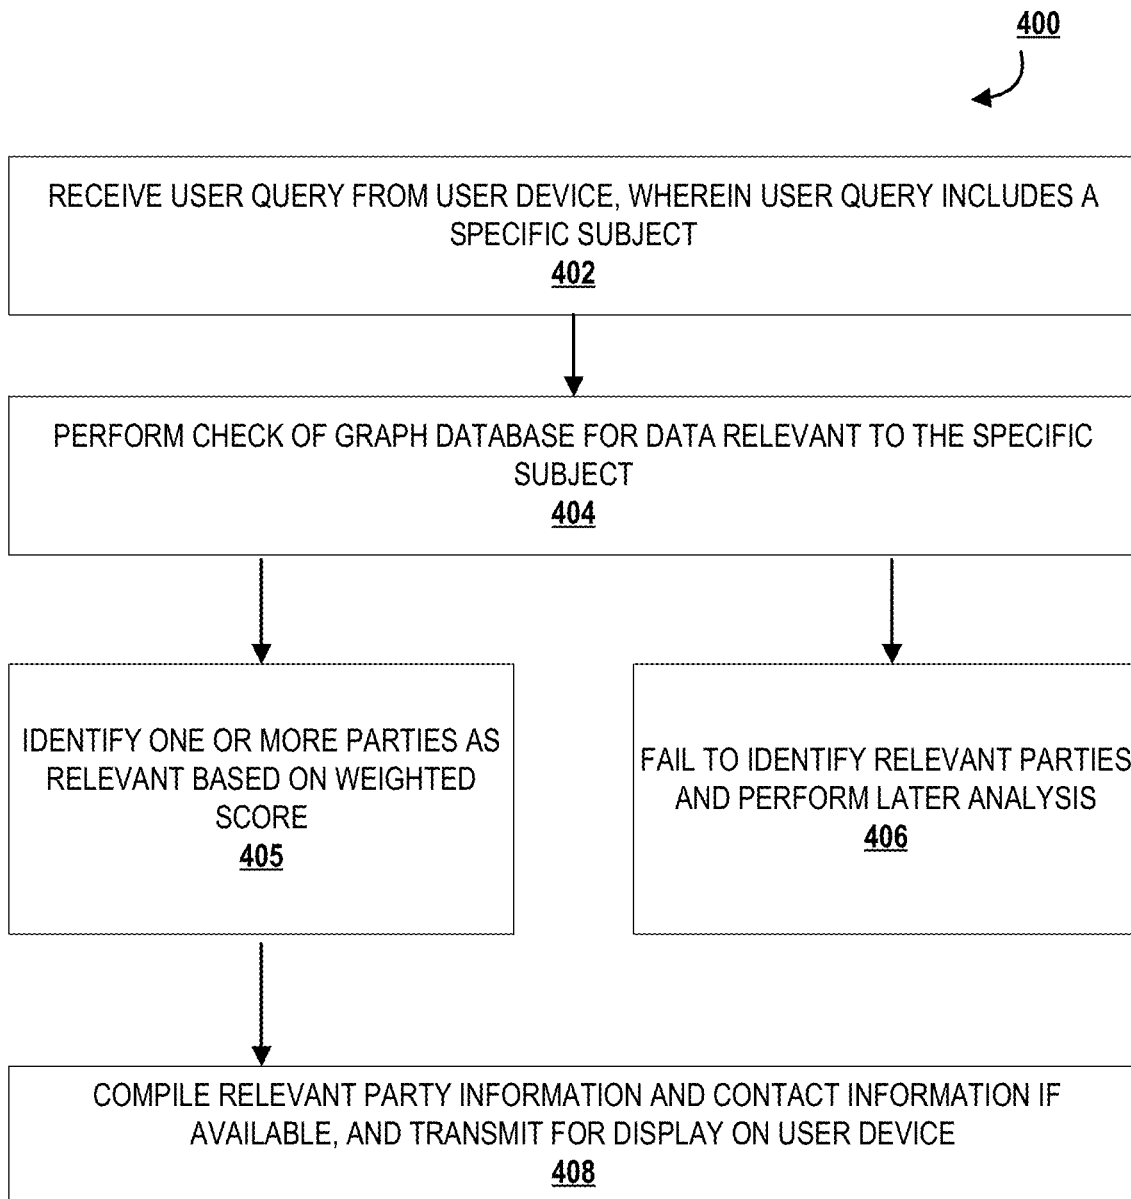 400
RECEIVE USER QUERY FROM USER DEVICE, WHEREIN USER QUERY INCLUDES A
SPECIFIC SUBJECT
402
PERFORM CHECK OF GRAPH DATABASE FOR DATA RELEVANT TO THE SPECIFIC
SUBJECT
404
IDENTIFY ONE OR MORE PARTIES AS
RELEVANT BASED ON WEIGHTED
SCORE
405
FAIL TO IDENTIFY RELEVANT PARTIES
AND PERFORM LATER ANALYSIS
406
COMPILE RELEVANT PARTY INFORMATION AND CONTACT INFORMATION IF
AVAILABLE, AND TRANSMIT FOR DISPLAY ON USER DEVICE
408